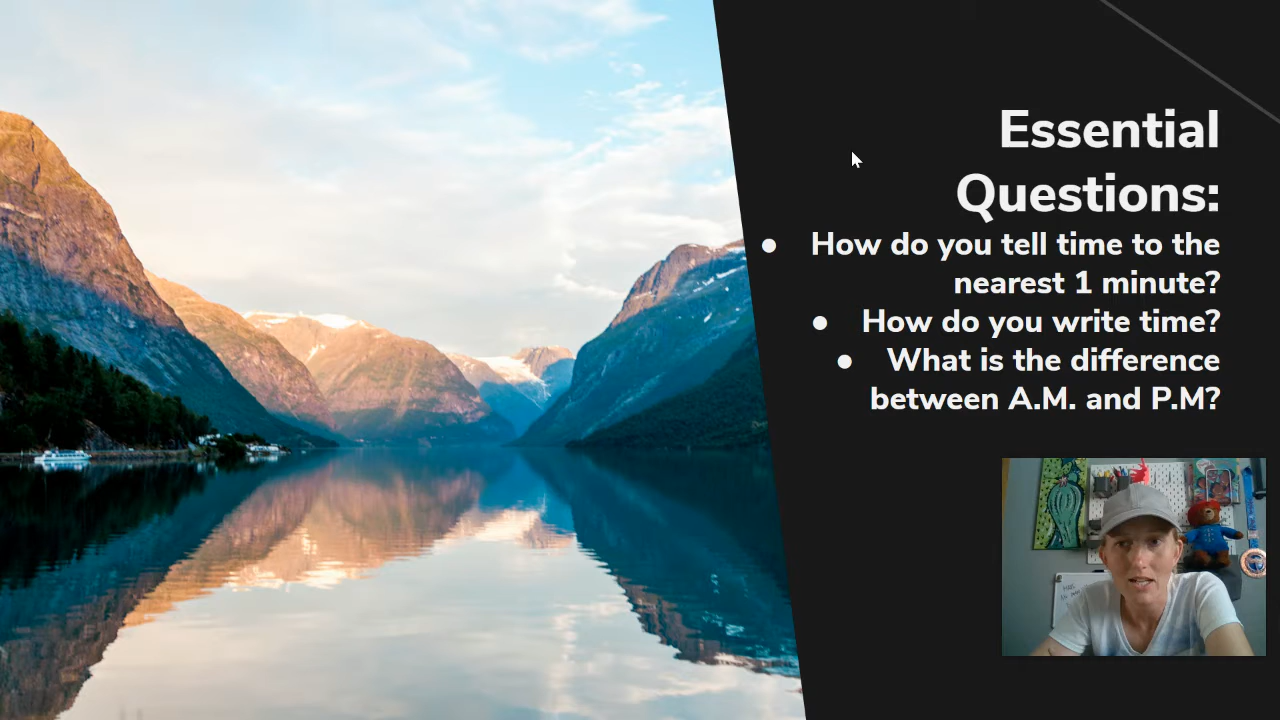 Essential
Questions:
● How do you tell time to the
nearest 1 minute?
● How do you write time?
● What is the difference
between A.M. and P.M?